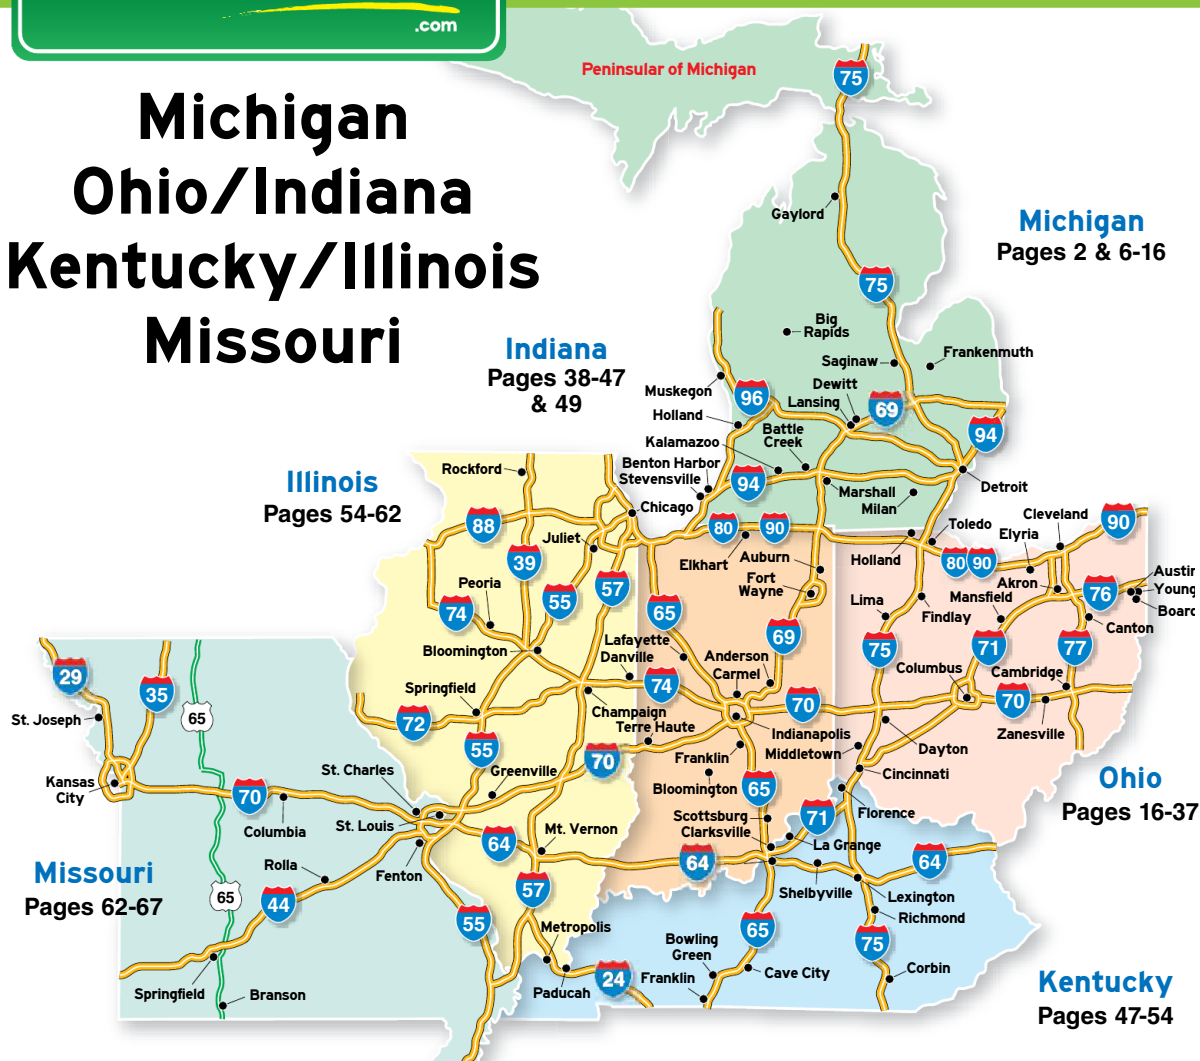 .com
Michigan
Ohio/Indiana
Kentucky/Illinois
Missouri
Peninsular of Michigan
75
Gaylord
Michigan
Pages 2 & 6-16
75
Big
Rapids
Saginaw
Frankenmuth
Indiana
Pages 38-47
& 49
Muskegon
96
Dewitt
Lansing
69
Holland
Battle
Creek
94
Kalamazoo
Benton Harbor
Stevensville
94
Marshall
Milan
Detroit
Illinois
Pages 54-62
Rockford
Chicago
88
Juliet
80
90
Elkhart
Auburn
Fort
Wayne
Holland
Toledo
Elyria
Cleveland
90
80
90
Akron
Mansfield
76
Austin
Young
Board
Canton
39
57
55
Peoria
74
65
Lima
Findlay
Bloomington
Lafayette
Danville
69
75
71
77
Anderson
Carmel
Columbus
Cambridge
29
35
65
St. Joseph
Springfield
74
70
70
72
Champaign
Terre Haute
Indianapolis
Middletown
Dayton
Zanesville
55
70
Franklin
Bloomington
65
Cincinnati
Kansas
City
St. Charles
Greenville
Ohio
Pages 16-37
70
Columbia
St. Louis
Florence
Scottsburg
Clarksville
71
La Grange
Mt. Vernon
64
64
64
Rolla
Fenton
Shelbyville
Lexington
Richmond
Missouri
Pages 62-67
65
44
57
55
Metropolis
65
75
Bowling
Green
Cave City
Corbin
Springfield
Branson
Paducah
24
Franklin
Kentucky
Pages 47-54